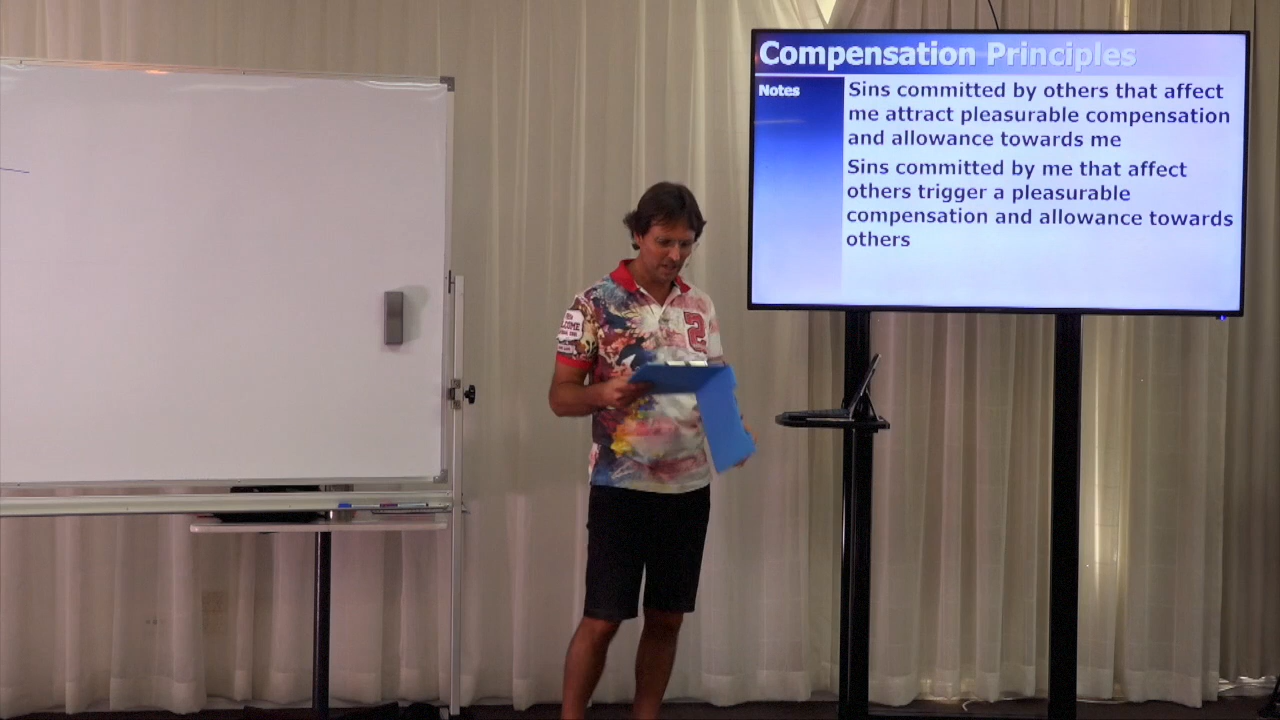 Compensation Principles
Notes
Sins committed by others that affect
me attract pleasurable compensation
and allowance towards me
Sins committed by me that affect
others trigger a pleasurable
compensation and allowance towards
others
2